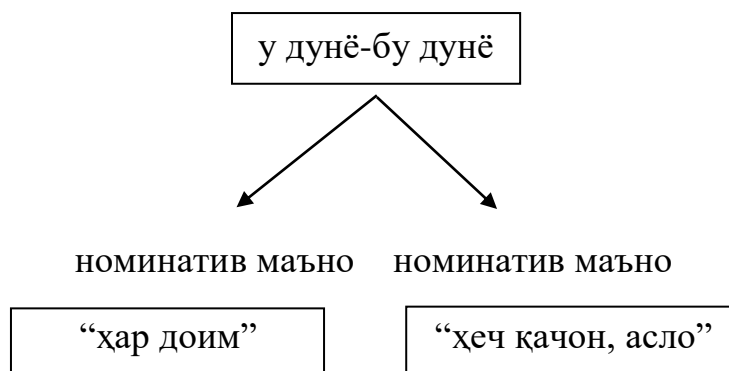 у дунё-бу дунё
номинатив маъно номинатив маъно
“ҳар доим” “ҳеч қачон, асло”